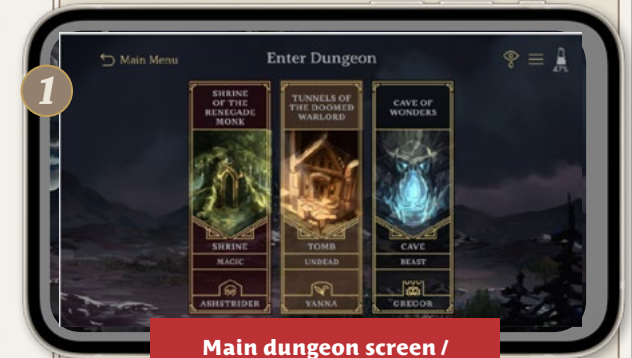 1
Main Menu
Enter Dungeon
47%
SHRINE
OF THE
RENEGADE
MONK
TUNNELS OF
THE DOOMED
WARLORD
CAVE OF
WONDERS
SHRINE
TOMB
CAVE
MAGIC
UNDEAD
BEAST
ASHSTRIDER
YANNA
GREGOR
Main dungeon screen /